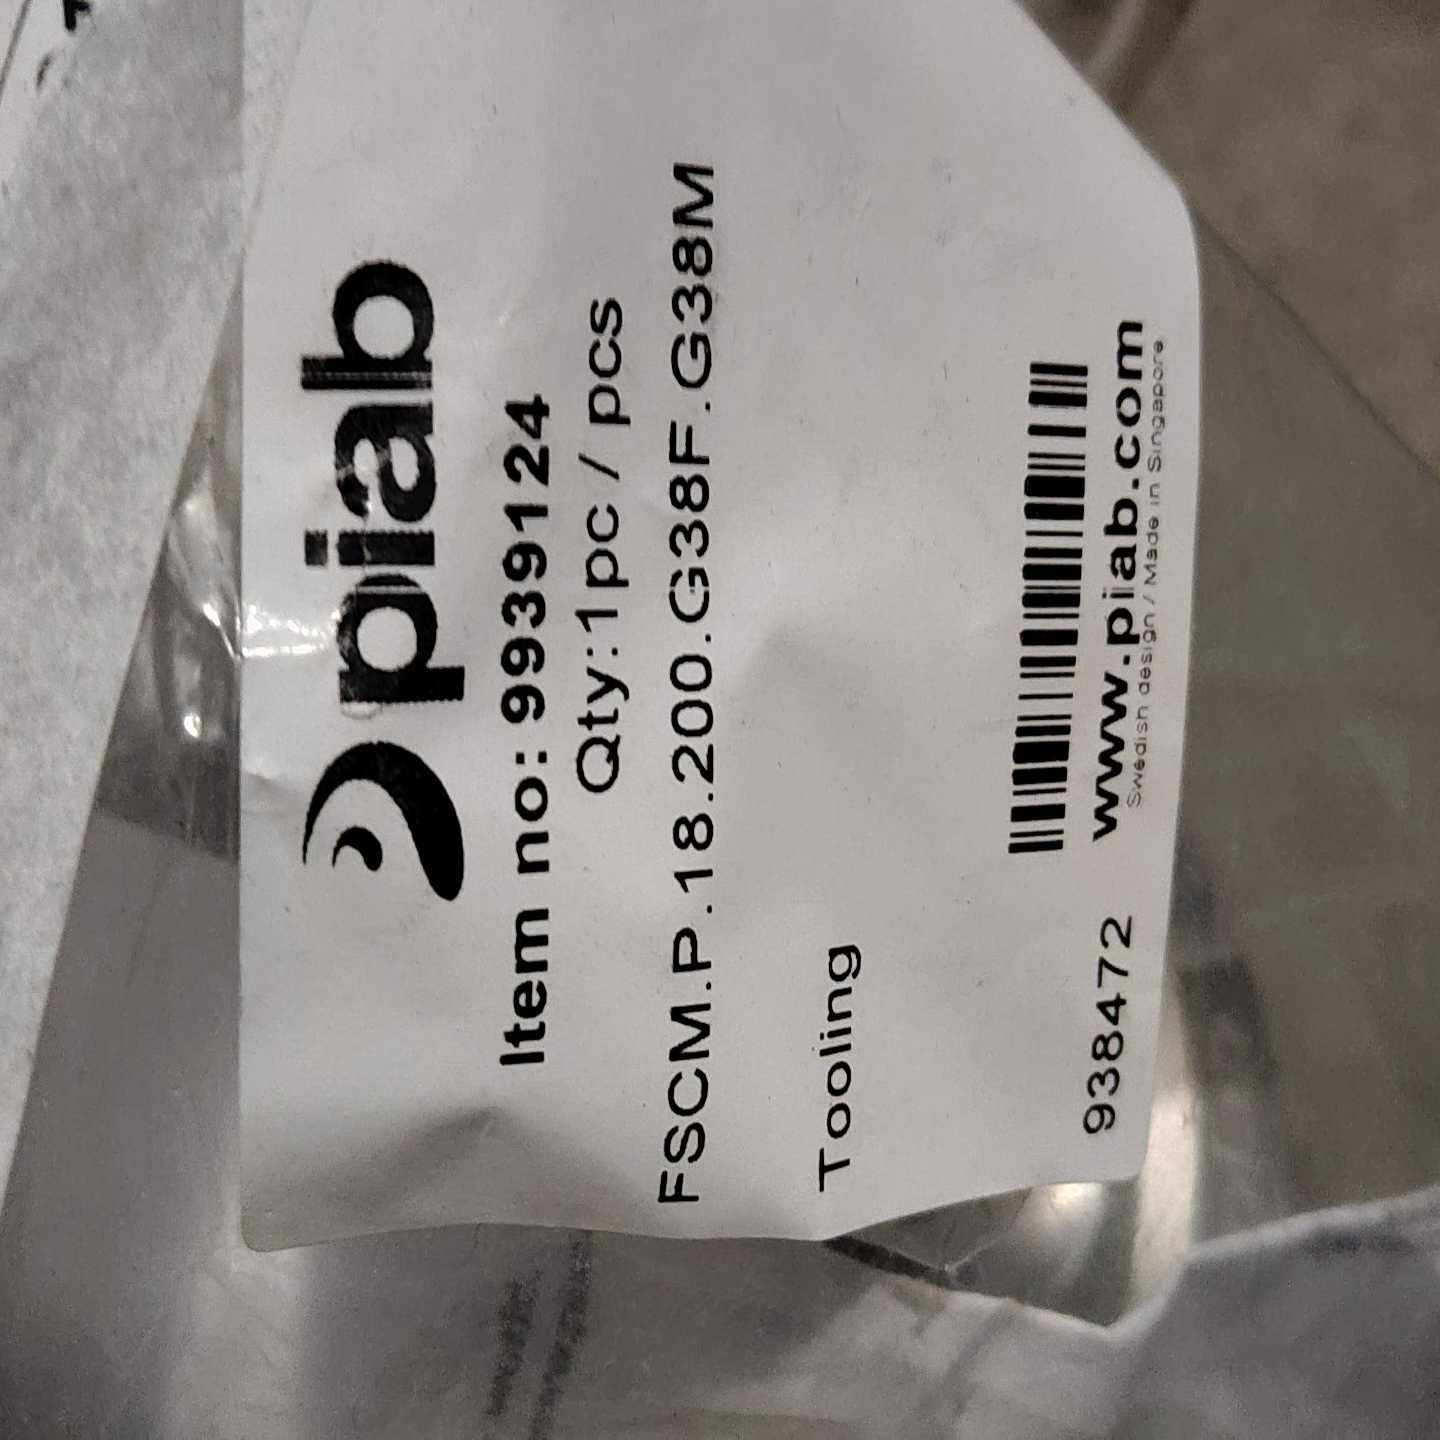 piab
Item no: 9939124
Qty:1pc / pcs
FSCM.P.18.200.G38F.G38M
Tooling
938472
www.piab.com
Swedish design / Made in Singapore